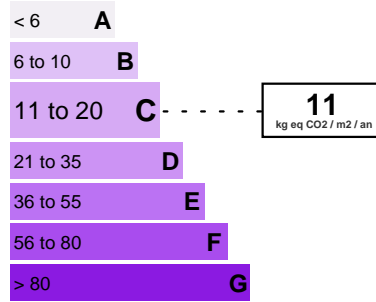 < 6 A
6 to 10 B
11 to 20 C
11
kg eq CO2 / m2 / an
21 to 35 D
36 to 55 E
56 to 80 F
> 80 G